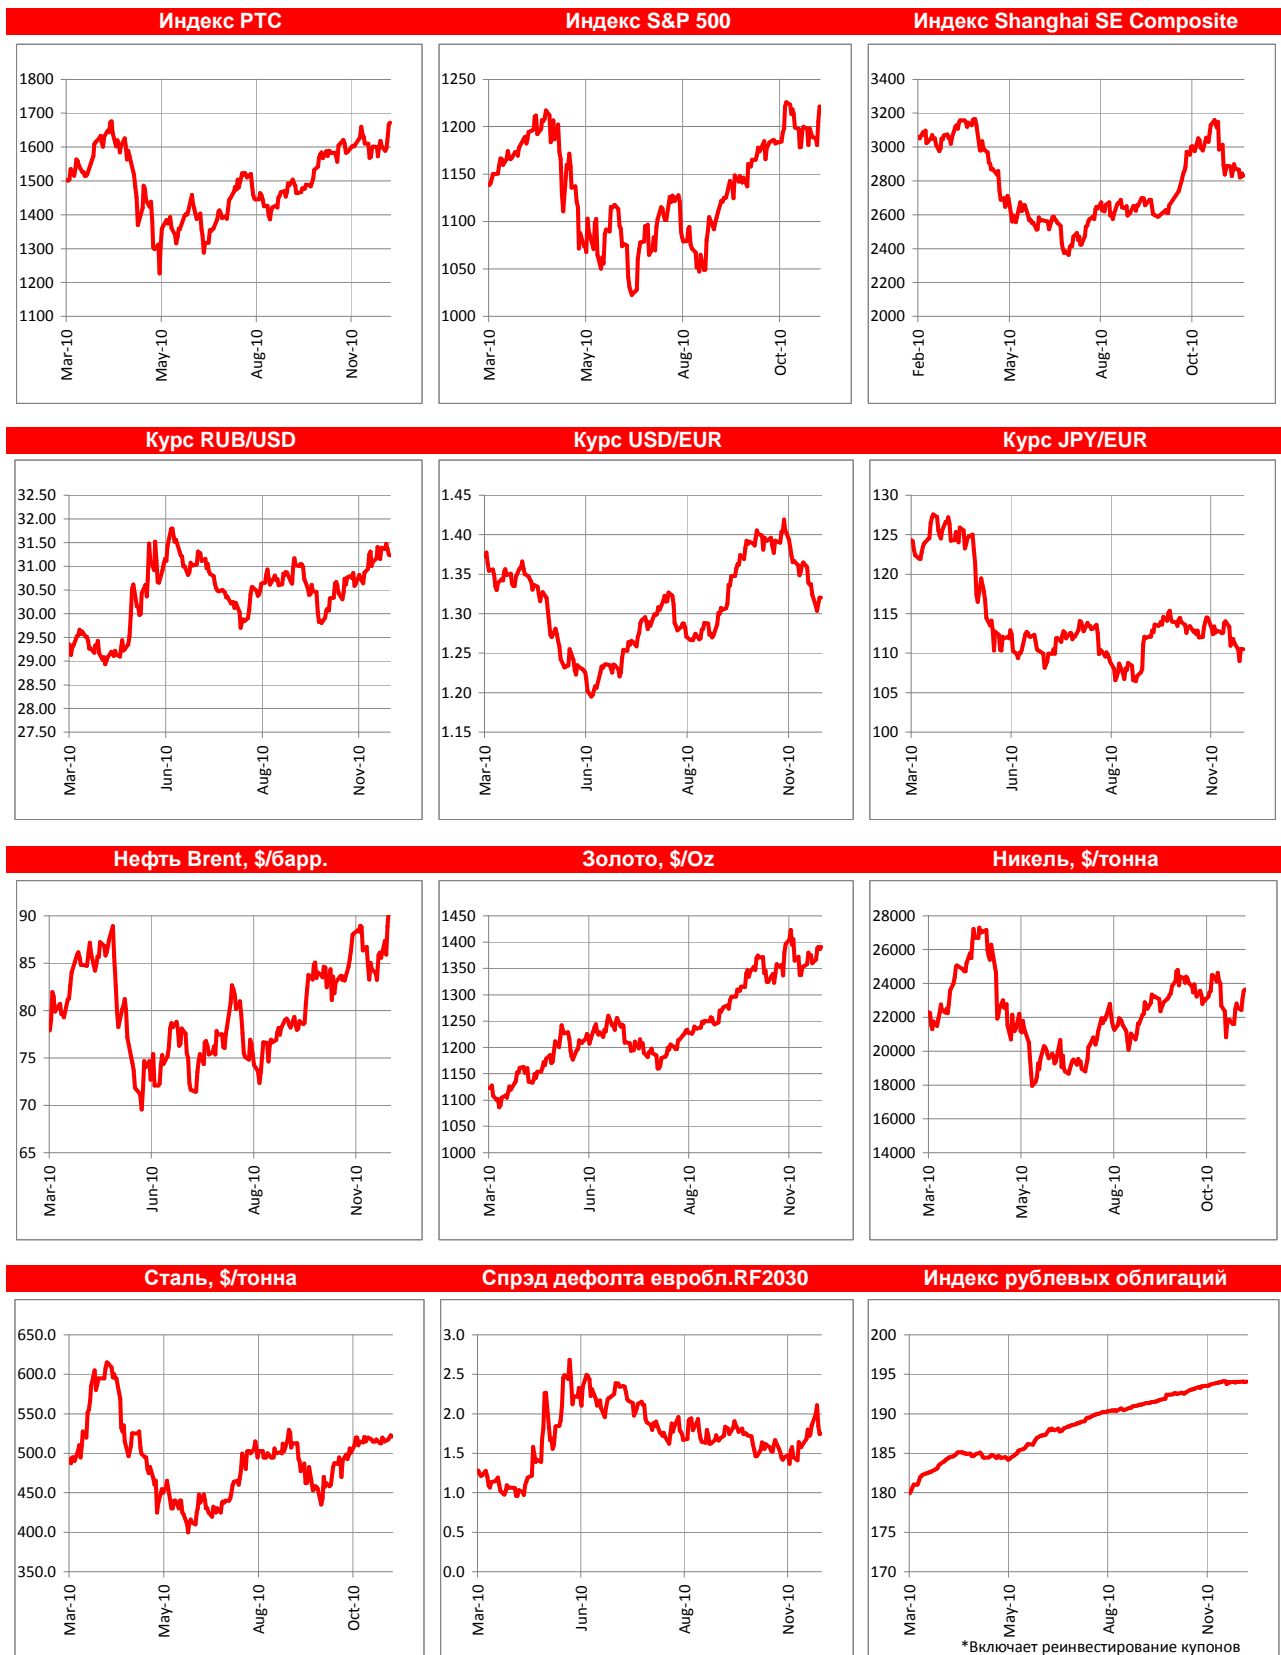 Индекс РТС
Индекс S&P 500
Индекс Shanghai SE Composite
1800
1700
1600
1500
1400
1300
1200
1100
Mar-10
May-10
Aug-10
Nov-10
1250
1200
1150
1100
1050
1000
Mar-10
May-10
Aug-10
Oct-10
3400
3200
3000
2800
2600
2400
2200
2000
Feb-10
May-10
Aug-10
Oct-10
Курс RUB/USD
Курс USD/EUR
Курс JPY/EUR
32.50
32.00
31.50
31.00
30.50
30.00
29.50
29.00
28.50
28.00
27.50
Mar-10
Jun-10
Aug-10
Nov-10
1.45
1.40
1.35
1.30
1.25
1.20
1.15
Mar-10
Jun-10
Aug-10
Nov-10
130
125
120
115
110
105
100
Mar-10
Jun-10
Aug-10
Nov-10
Нефть Brent, $/барр.
Золото, $/Oz
Никель, $/тонна
90
85
80
75
70
65
Mar-10
Jun-10
Aug-10
Nov-10
1450
1400
1350
1300
1250
1200
1150
1100
1050
1000
Mar-10
Jun-10
Aug-10
Nov-10
28000
26000
24000
22000
20000
18000
16000
14000
Mar-10
May-10
Aug-10
Oct-10
Сталь, $/тонна
Спрэд дефолта евробл.RF2030
Индекс рублевых облигаций
650.0
600.0
550.0
500.0
450.0
400.0
350.0
Mar-10
May-10
Aug-10
Oct-10
3.0
2.5
2.0
1.5
1.0
0.5
0.0
Mar-10
Jun-10
Aug-10
Nov-10
200
195
190
185
180
175
170
Mar-10
May-10
Aug-10
Nov-10
*Включает реинвестирование купонов